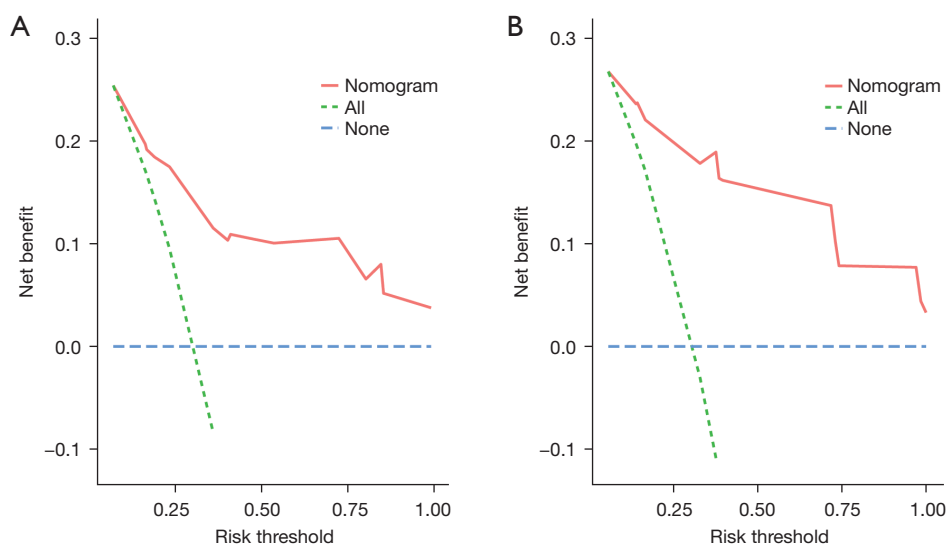 A
0.3
0.2
0.1
0.0
−0.1
Net benefit
Nomogram
All
None
0.25
0.50
0.75
1.00
Risk threshold
B
0.3
0.2
0.1
0.0
−0.1
Net benefit
Nomogram
All
None
0.25
0.50
0.75
1.00
Risk threshold